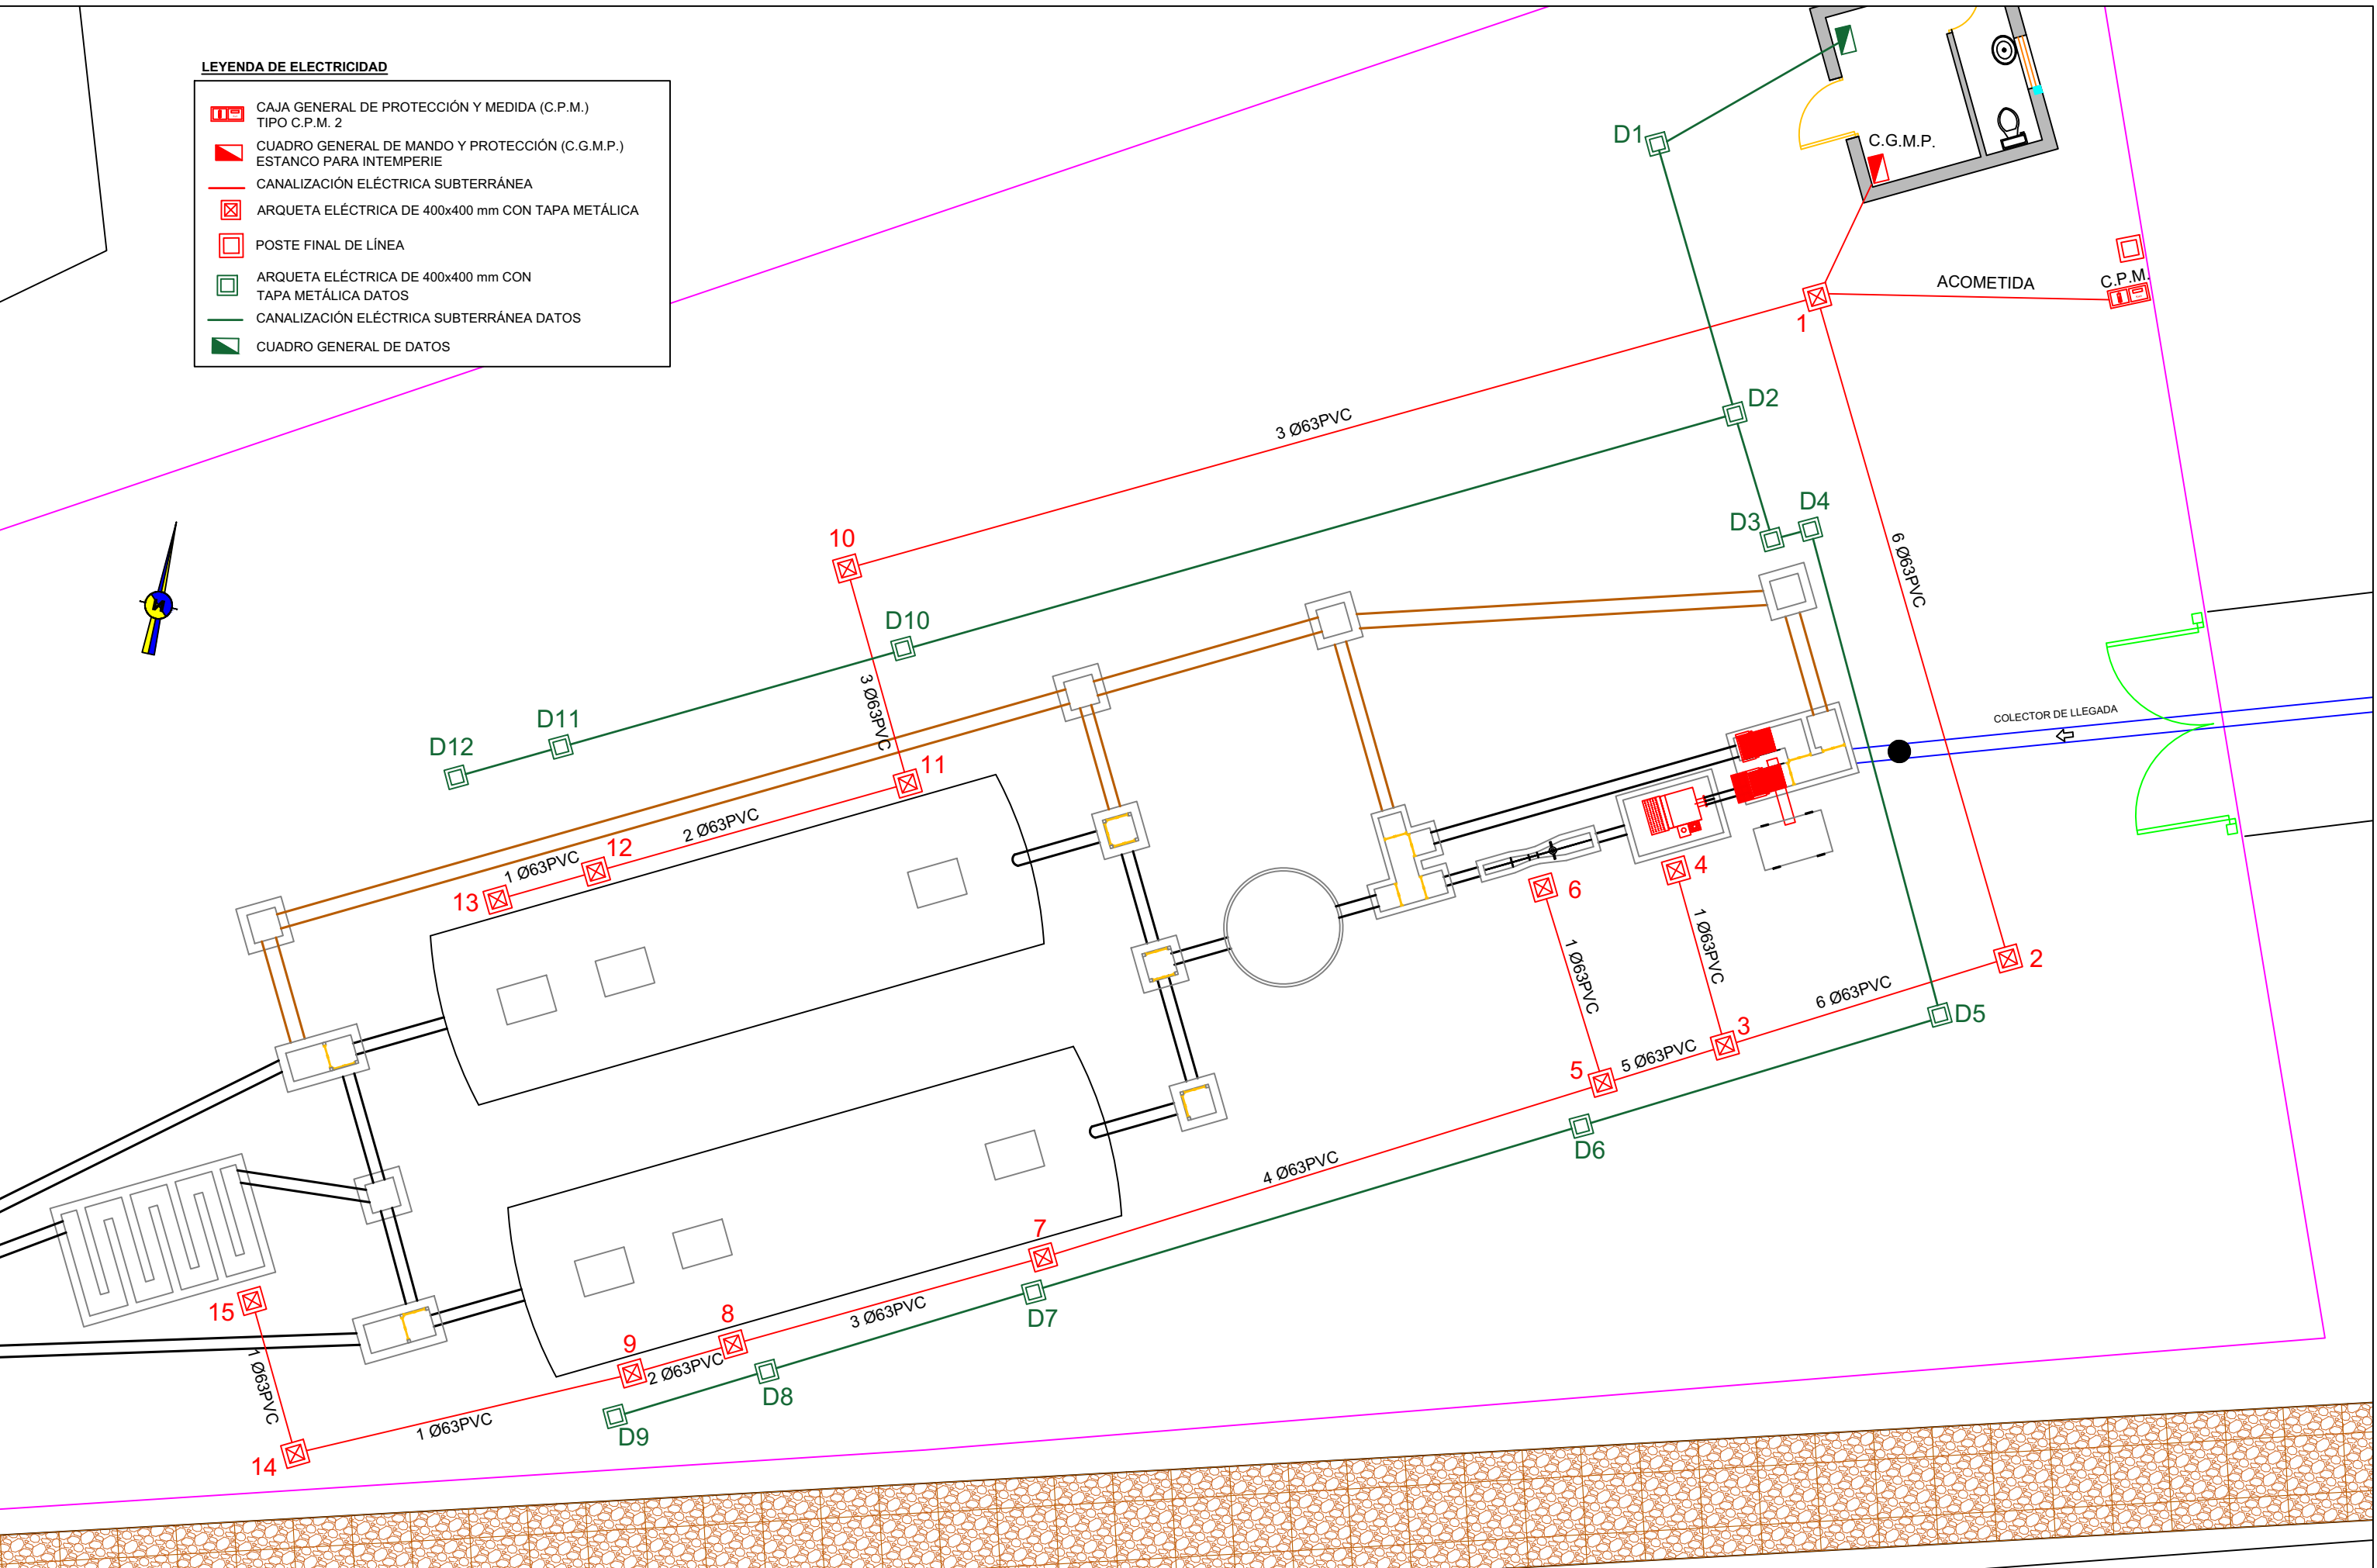 LEYENDA DE ELECTRICIDAD
CAJA GENERAL DE PROTECCIÓN Y MEDIDA (C.P.M.)
TIPO C.P.M. 2
CUADRO GENERAL DE MANDO Y PROTECCIÓN (C.G.M.P.)
ESTANCO PARA INTEMPERIE
CANALIZACIÓN ELÉCTRICA SUBTERRÁNEA
ARQUETA ELÉCTRICA DE 400x400 mm CON TAPA METÁLICA
POSTE FINAL DE LÍNEA
ARQUETA ELÉCTRICA DE 400x400 mm CON
TAPA METÁLICA DATOS
CANALIZACIÓN ELÉCTRICA SUBTERRÁNEA DATOS
CUADRO GENERAL DE DATOS
D1
C.G.M.P.
C.P.M.
ACOMETIDA
1
D2
3 Ø63PVC
D4
D3
10
6 Ø63PVC
D10
3 Ø63PVC
D11
D12
COLECTOR DE LLEGADA
11
2 Ø63PVC
12
1 Ø63PVC
13
4
6
1 Ø63PVC
1 Ø63PVC
2
6 Ø63PVC
D5
3
5 Ø63PVC
5
D6
4 Ø63PVC
7
D7
3 Ø63PVC
8
9
2 Ø63PVC
D8
D9
15
1 Ø63PVC
1 Ø63PVC
14
N